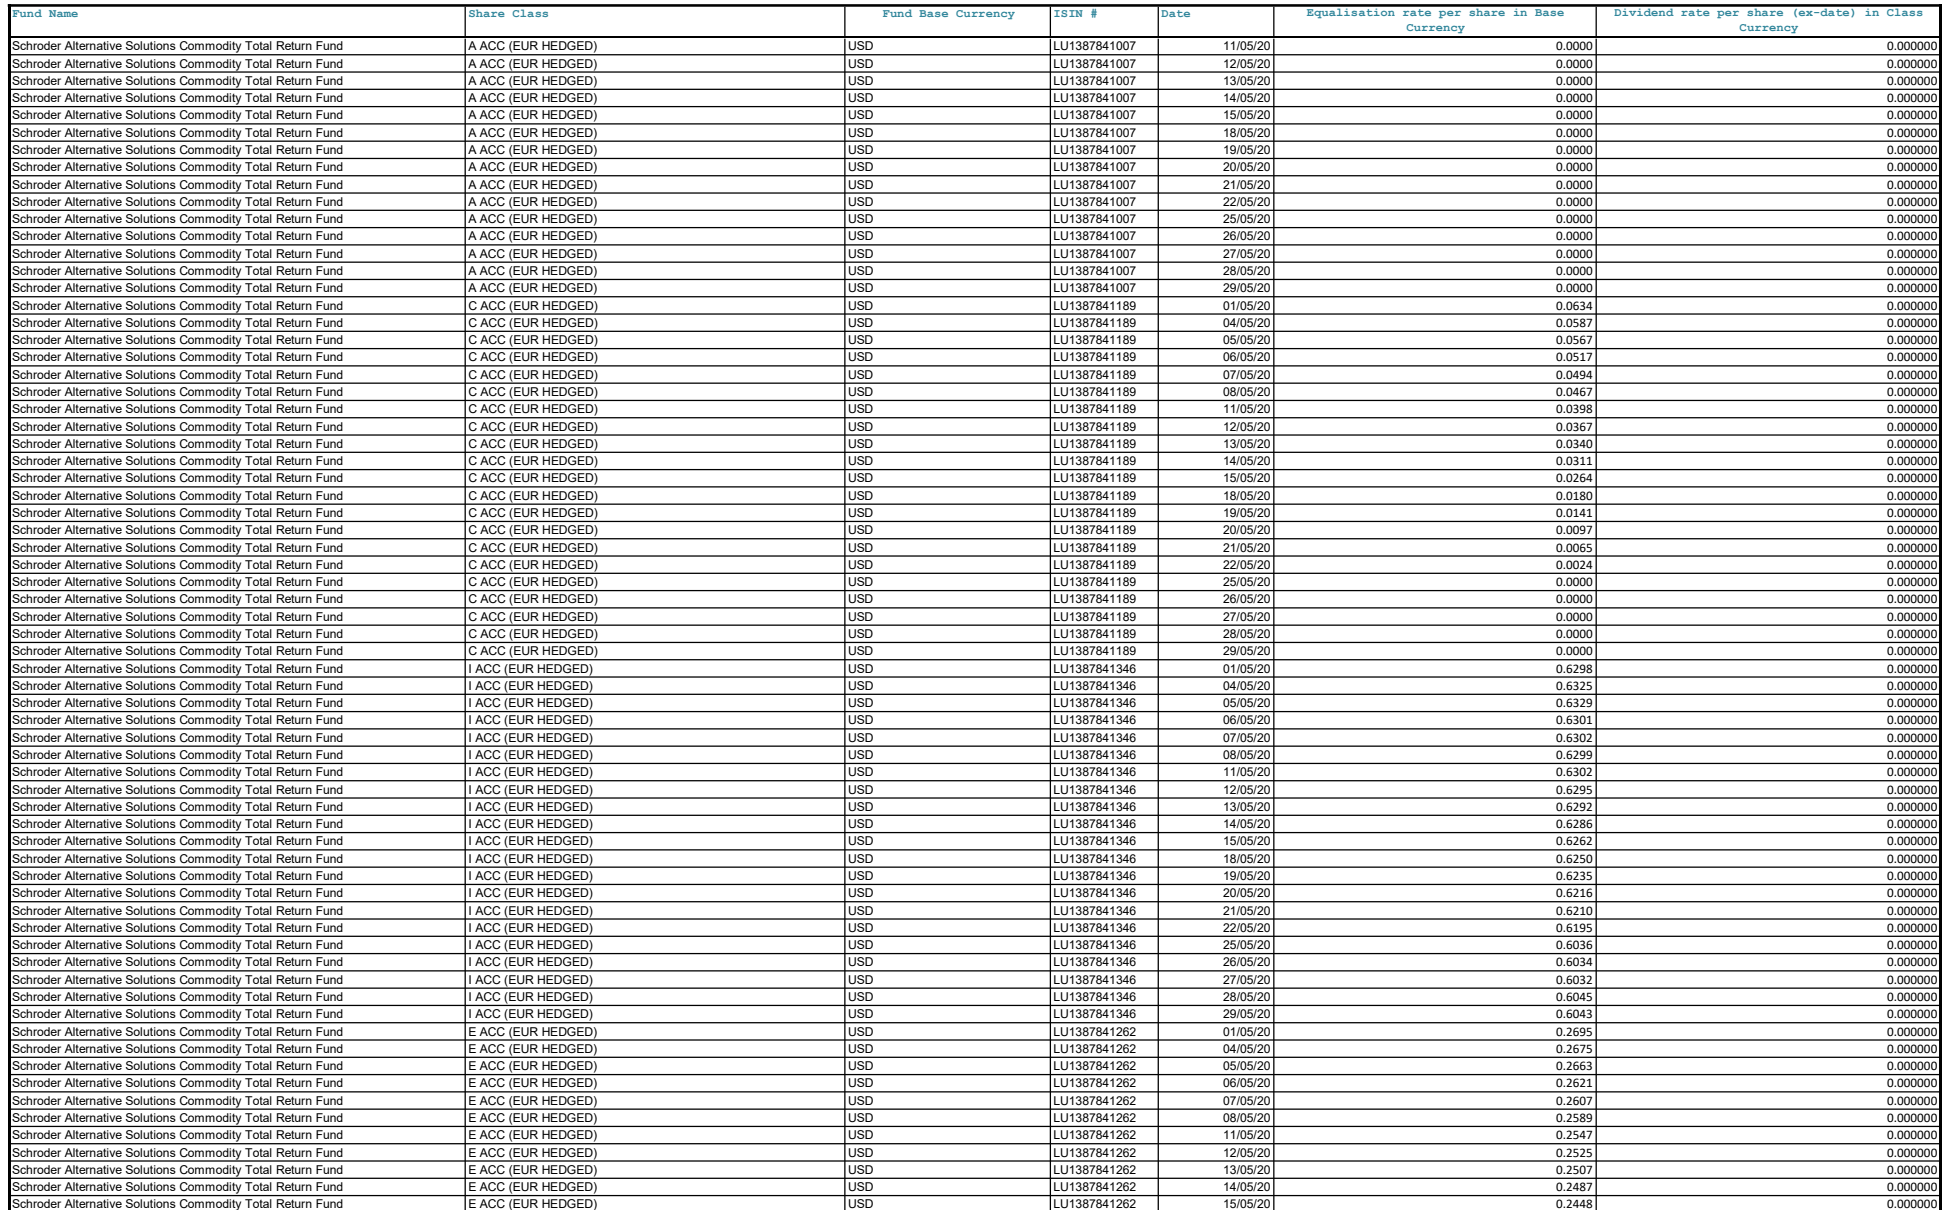 Fund Name Share Class Fund Base Currency ISIN # Date Equalisation rate per share in Base Currency Dividend rate per share (ex-date) in Class Currency
Schroder Alternative Solutions Commodity Total Return Fund A ACC (EUR HEDGED) USD LU1387841007 11/05/20 0.0000 0.000000
Schroder Alternative Solutions Commodity Total Return Fund A ACC (EUR HEDGED) USD LU1387841007 12/05/20 0.0000 0.000000
Schroder Alternative Solutions Commodity Total Return Fund A ACC (EUR HEDGED) USD LU1387841007 13/05/20 0.0000 0.000000
Schroder Alternative Solutions Commodity Total Return Fund A ACC (EUR HEDGED) USD LU1387841007 14/05/20 0.0000 0.000000
Schroder Alternative Solutions Commodity Total Return Fund A ACC (EUR HEDGED) USD LU1387841007 15/05/20 0.0000 0.000000
Schroder Alternative Solutions Commodity Total Return Fund A ACC (EUR HEDGED) USD LU1387841007 18/05/20 0.0000 0.000000
Schroder Alternative Solutions Commodity Total Return Fund A ACC (EUR HEDGED) USD LU1387841007 19/05/20 0.0000 0.000000
Schroder Alternative Solutions Commodity Total Return Fund A ACC (EUR HEDGED) USD LU1387841007 20/05/20 0.0000 0.000000
Schroder Alternative Solutions Commodity Total Return Fund A ACC (EUR HEDGED) USD LU1387841007 21/05/20 0.0000 0.000000
Schroder Alternative Solutions Commodity Total Return Fund A ACC (EUR HEDGED) USD LU1387841007 22/05/20 0.0000 0.000000
Schroder Alternative Solutions Commodity Total Return Fund A ACC (EUR HEDGED) USD LU1387841007 25/05/20 0.0000 0.000000
Schroder Alternative Solutions Commodity Total Return Fund A ACC (EUR HEDGED) USD LU1387841007 26/05/20 0.0000 0.000000
Schroder Alternative Solutions Commodity Total Return Fund A ACC (EUR HEDGED) USD LU1387841007 27/05/20 0.0000 0.000000
Schroder Alternative Solutions Commodity Total Return Fund A ACC (EUR HEDGED) USD LU1387841007 28/05/20 0.0000 0.000000
Schroder Alternative Solutions Commodity Total Return Fund A ACC (EUR HEDGED) USD LU1387841007 29/05/20 0.0000 0.000000
Schroder Alternative Solutions Commodity Total Return Fund C ACC (EUR HEDGED) USD LU1387841189 01/05/20 0.0634 0.000000
Schroder Alternative Solutions Commodity Total Return Fund C ACC (EUR HEDGED) USD LU1387841189 04/05/20 0.0587 0.000000
Schroder Alternative Solutions Commodity Total Return Fund C ACC (EUR HEDGED) USD LU1387841189 05/05/20 0.0567 0.000000
Schroder Alternative Solutions Commodity Total Return Fund C ACC (EUR HEDGED) USD LU1387841189 06/05/20 0.0517 0.000000
Schroder Alternative Solutions Commodity Total Return Fund C ACC (EUR HEDGED) USD LU1387841189 07/05/20 0.0494 0.000000
Schroder Alternative Solutions Commodity Total Return Fund C ACC (EUR HEDGED) USD LU1387841189 08/05/20 0.0467 0.000000
Schroder Alternative Solutions Commodity Total Return Fund C ACC (EUR HEDGED) USD LU1387841189 11/05/20 0.0398 0.000000
Schroder Alternative Solutions Commodity Total Return Fund C ACC (EUR HEDGED) USD LU1387841189 12/05/20 0.0367 0.000000
Schroder Alternative Solutions Commodity Total Return Fund C ACC (EUR HEDGED) USD LU1387841189 13/05/20 0.0340 0.000000
Schroder Alternative Solutions Commodity Total Return Fund C ACC (EUR HEDGED) USD LU1387841189 14/05/20 0.0311 0.000000
Schroder Alternative Solutions Commodity Total Return Fund C ACC (EUR HEDGED) USD LU1387841189 15/05/20 0.0264 0.000000
Schroder Alternative Solutions Commodity Total Return Fund C ACC (EUR HEDGED) USD LU1387841189 18/05/20 0.0180 0.000000
Schroder Alternative Solutions Commodity Total Return Fund C ACC (EUR HEDGED) USD LU1387841189 19/05/20 0.0141 0.000000
Schroder Alternative Solutions Commodity Total Return Fund C ACC (EUR HEDGED) USD LU1387841189 20/05/20 0.0097 0.000000
Schroder Alternative Solutions Commodity Total Return Fund C ACC (EUR HEDGED) USD LU1387841189 21/05/20 0.0065 0.000000
Schroder Alternative Solutions Commodity Total Return Fund C ACC (EUR HEDGED) USD LU1387841189 22/05/20 0.0024 0.000000
Schroder Alternative Solutions Commodity Total Return Fund C ACC (EUR HEDGED) USD LU1387841189 25/05/20 0.0000 0.000000
Schroder Alternative Solutions Commodity Total Return Fund C ACC (EUR HEDGED) USD LU1387841189 26/05/20 0.0000 0.000000
Schroder Alternative Solutions Commodity Total Return Fund C ACC (EUR HEDGED) USD LU1387841189 27/05/20 0.0000 0.000000
Schroder Alternative Solutions Commodity Total Return Fund C ACC (EUR HEDGED) USD LU1387841189 28/05/20 0.0000 0.000000
Schroder Alternative Solutions Commodity Total Return Fund C ACC (EUR HEDGED) USD LU1387841189 29/05/20 0.0000 0.000000
Schroder Alternative Solutions Commodity Total Return Fund I ACC (EUR HEDGED) USD LU1387841346 01/05/20 0.6298 0.000000
Schroder Alternative Solutions Commodity Total Return Fund I ACC (EUR HEDGED) USD LU1387841346 04/05/20 0.6325 0.000000
Schroder Alternative Solutions Commodity Total Return Fund I ACC (EUR HEDGED) USD LU1387841346 05/05/20 0.6329 0.000000
Schroder Alternative Solutions Commodity Total Return Fund I ACC (EUR HEDGED) USD LU1387841346 06/05/20 0.6301 0.000000
Schroder Alternative Solutions Commodity Total Return Fund I ACC (EUR HEDGED) USD LU1387841346 07/05/20 0.6302 0.000000
Schroder Alternative Solutions Commodity Total Return Fund I ACC (EUR HEDGED) USD LU1387841346 08/05/20 0.6299 0.000000
Schroder Alternative Solutions Commodity Total Return Fund I ACC (EUR HEDGED) USD LU1387841346 11/05/20 0.6302 0.000000
Schroder Alternative Solutions Commodity Total Return Fund I ACC (EUR HEDGED) USD LU1387841346 12/05/20 0.6295 0.000000
Schroder Alternative Solutions Commodity Total Return Fund I ACC (EUR HEDGED) USD LU1387841346 13/05/20 0.6292 0.000000
Schroder Alternative Solutions Commodity Total Return Fund I ACC (EUR HEDGED) USD LU1387841346 14/05/20 0.6286 0.000000
Schroder Alternative Solutions Commodity Total Return Fund I ACC (EUR HEDGED) USD LU1387841346 15/05/20 0.6262 0.000000
Schroder Alternative Solutions Commodity Total Return Fund I ACC (EUR HEDGED) USD LU1387841346 18/05/20 0.6250 0.000000
Schroder Alternative Solutions Commodity Total Return Fund I ACC (EUR HEDGED) USD LU1387841346 19/05/20 0.6235 0.000000
Schroder Alternative Solutions Commodity Total Return Fund I ACC (EUR HEDGED) USD LU1387841346 20/05/20 0.6216 0.000000
Schroder Alternative Solutions Commodity Total Return Fund I ACC (EUR HEDGED) USD LU1387841346 21/05/20 0.6210 0.000000
Schroder Alternative Solutions Commodity Total Return Fund I ACC (EUR HEDGED) USD LU1387841346 22/05/20 0.6195 0.000000
Schroder Alternative Solutions Commodity Total Return Fund I ACC (EUR HEDGED) USD LU1387841346 25/05/20 0.6036 0.000000
Schroder Alternative Solutions Commodity Total Return Fund I ACC (EUR HEDGED) USD LU1387841346 26/05/20 0.6034 0.000000
Schroder Alternative Solutions Commodity Total Return Fund I ACC (EUR HEDGED) USD LU1387841346 27/05/20 0.6032 0.000000
Schroder Alternative Solutions Commodity Total Return Fund I ACC (EUR HEDGED) USD LU1387841346 28/05/20 0.6045 0.000000
Schroder Alternative Solutions Commodity Total Return Fund I ACC (EUR HEDGED) USD LU1387841346 29/05/20 0.6043 0.000000
Schroder Alternative Solutions Commodity Total Return Fund E ACC (EUR HEDGED) USD LU1387841262 01/05/20 0.2695 0.000000
Schroder Alternative Solutions Commodity Total Return Fund E ACC (EUR HEDGED) USD LU1387841262 04/05/20 0.2675 0.000000
Schroder Alternative Solutions Commodity Total Return Fund E ACC (EUR HEDGED) USD LU1387841262 05/05/20 0.2663 0.000000
Schroder Alternative Solutions Commodity Total Return Fund E ACC (EUR HEDGED) USD LU1387841262 06/05/20 0.2621 0.000000
Schroder Alternative Solutions Commodity Total Return Fund E ACC (EUR HEDGED) USD LU1387841262 07/05/20 0.2607 0.000000
Schroder Alternative Solutions Commodity Total Return Fund E ACC (EUR HEDGED) USD LU1387841262 08/05/20 0.2589 0.000000
Schroder Alternative Solutions Commodity Total Return Fund E ACC (EUR HEDGED) USD LU1387841262 11/05/20 0.2547 0.000000
Schroder Alternative Solutions Commodity Total Return Fund E ACC (EUR HEDGED) USD LU1387841262 12/05/20 0.2525 0.000000
Schroder Alternative Solutions Commodity Total Return Fund E ACC (EUR HEDGED) USD LU1387841262 13/05/20 0.2507 0.000000
Schroder Alternative Solutions Commodity Total Return Fund E ACC (EUR HEDGED) USD LU1387841262 14/05/20 0.2487 0.000000
Schroder Alternative Solutions Commodity Total Return Fund E ACC (EUR HEDGED) USD LU1387841262 15/05/20 0.2448 0.000000